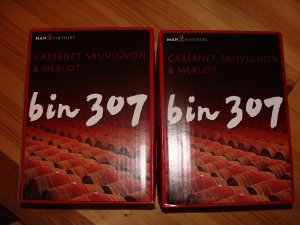 MAN VINTNERS
CABERNET SAUVIGNON
& MERLOT
bin 307
MAN VINTNERS
CABERNET SAUVIGNON
& MERLOT
bin 307